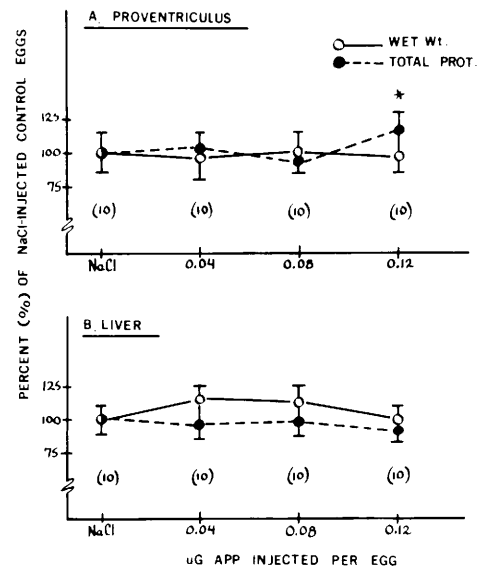 A. PROVENTRICULUS
WET Wt.
TOTAL PROT.
*
125
100
75
(10) (10) (10) (10)
NaCl 0.04 0.08 0.12
PERCENT (%) OF NaCl-INJECTED CONTROL EGGS
B. LIVER
125
100
75
(10) (10) (10) (10)
NaCl 0.04 0.08 0.12
uG APP INJECTED PER EGG